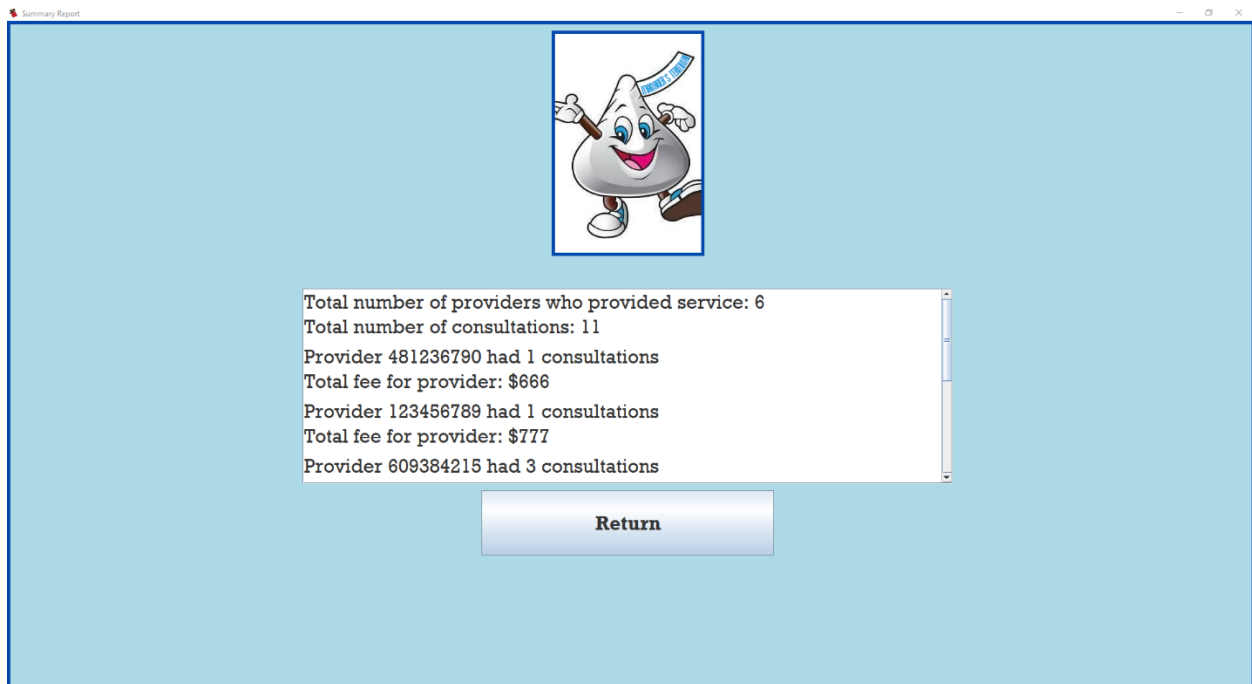 Summary Report
Total number of providers who provided service: 6
Total number of consultations: 11
Provider 481236790 had 1 consultations
Total fee for provider: $666
Provider 123456789 had 1 consultations
Total fee for provider: $777
Provider 609384215 had 3 consultations
Return